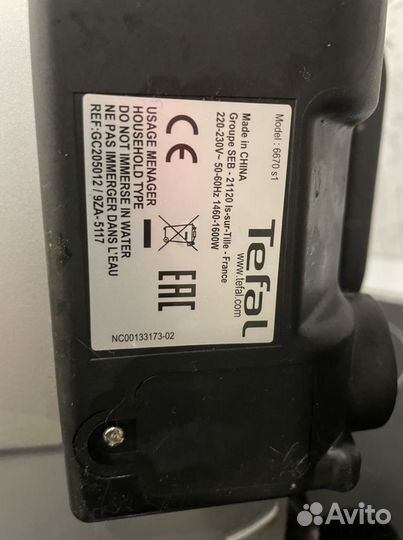 Tefal
www.tefal.com
Model : 6670 s1
Made in CHINA
Groupe SEB - 21120 Is-sur-Tille - France
220-230V~ 50-60Hz 1460-1600W
CE
EAC
USAGE MENAGER
HOUSEHOLD TYPE
DO NOT IMMERSE IN WATER
NE PAS IMMERGER DANS L'EAU
REF:GC205012 / 9ZA-5117
NC00133173-02
Avito